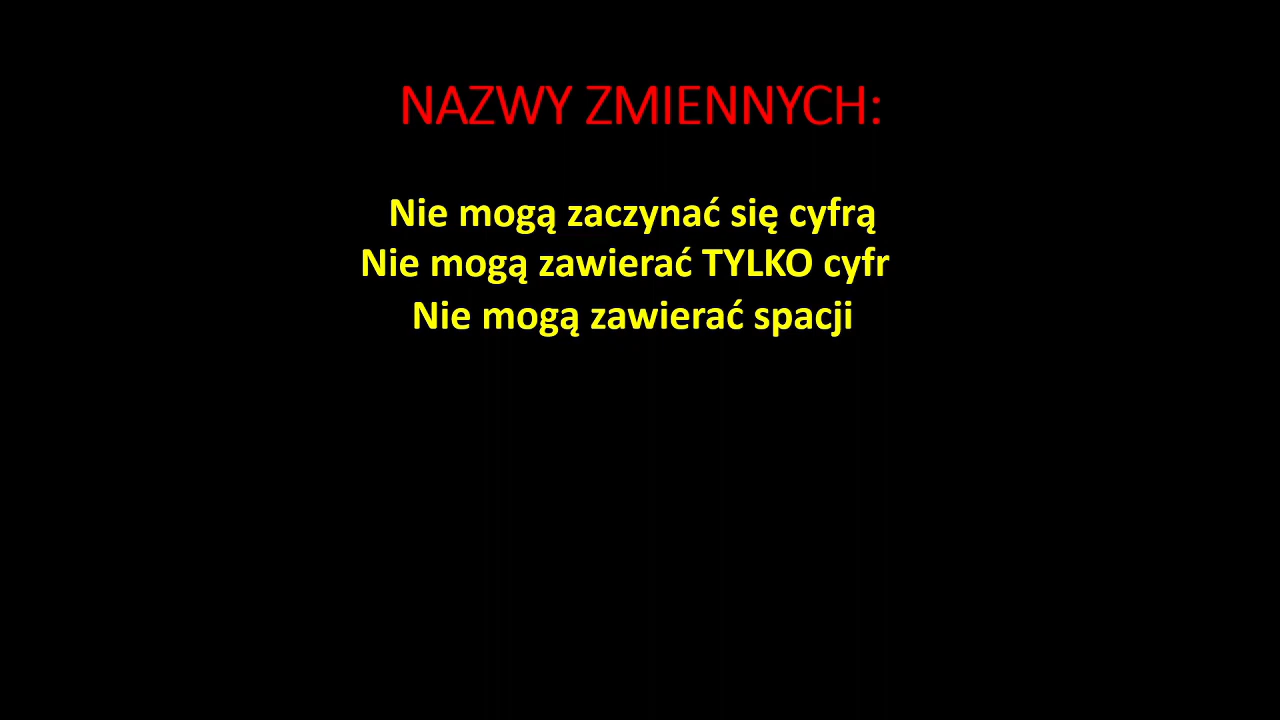 NAZWY ZMIENNYCH:
Nie mogą zaczynać się cyfrą
Nie mogą zawierać TYLKO cyfr
Nie mogą zawierać spacji